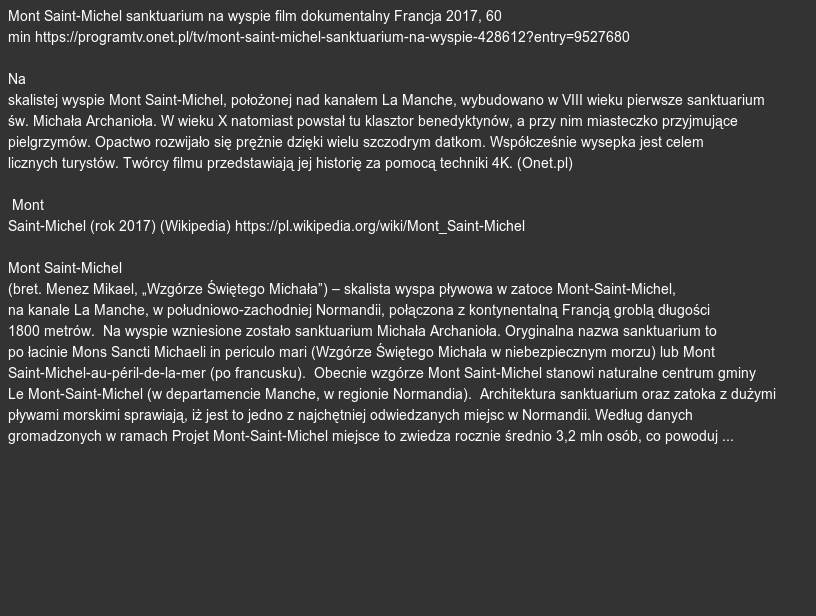 Mont Saint-Michel sanktuarium na wyspie film dokumentalny Francja 2017, 60
min https://programtv.onet.pl/tv/mont-saint-michel-sanktuarium-na-wyspie-428612?entry=9527680
Na
skalistej wyspie Mont Saint-Michel, położonej nad kanałem La Manche, wybudowano w VIII wieku pierwsze sanktuarium
św. Michała Archanioła. W wieku X natomiast powstał tu klasztor benedyktynów, a przy nim miasteczko przyjmujące
pielgrzymów. Opactwo rozwijało się prężnie dzięki wielu szczodrym datkom. Współcześnie wysepka jest celem
licznych turystów. Twórcy filmu przedstawiają jej historię za pomocą techniki 4K. (Onet.pl)
Mont
Saint-Michel (rok 2017) (Wikipedia) https://pl.wikipedia.org/wiki/Mont_Saint-Michel
Mont Saint-Michel
(bret. Menez Mikael, „Wzgórze Świętego Michała”) – skalista wyspa pływowa w zatoce Mont-Saint-Michel,
na kanale La Manche, w południowo-zachodniej Normandii, połączona z kontynentalną Francją groblą długości
1800 metrów.  Na wyspie wzniesione zostało sanktuarium Michała Archanioła. Oryginalna nazwa sanktuarium to
po łacinie Mons Sancti Michaeli in periculo mari (Wzgórze Świętego Michała w niebezpiecznym morzu) lub Mont
Saint-Michel-au-péril-de-la-mer (po francusku).  Obecnie wzgórze Mont Saint-Michel stanowi naturalne centrum gminy
Le Mont-Saint-Michel (w departamencie Manche, w regionie Normandia).  Architektura sanktuarium oraz zatoka z dużymi
pływami morskimi sprawiają, iż jest to jedno z najchętniej odwiedzanych miejsc w Normandii. Według danych
gromadzonych w ramach Projet Mont-Saint-Michel miejsce to zwiedza rocznie średnio 3,2 mln osób, co powoduj ...